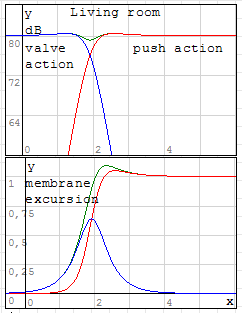 y Living room
dB
80
valve push action
action
72
64
0 2 4
y
1
membrane
excursion
0,75
0,5
0,25
x
0 0 2 4